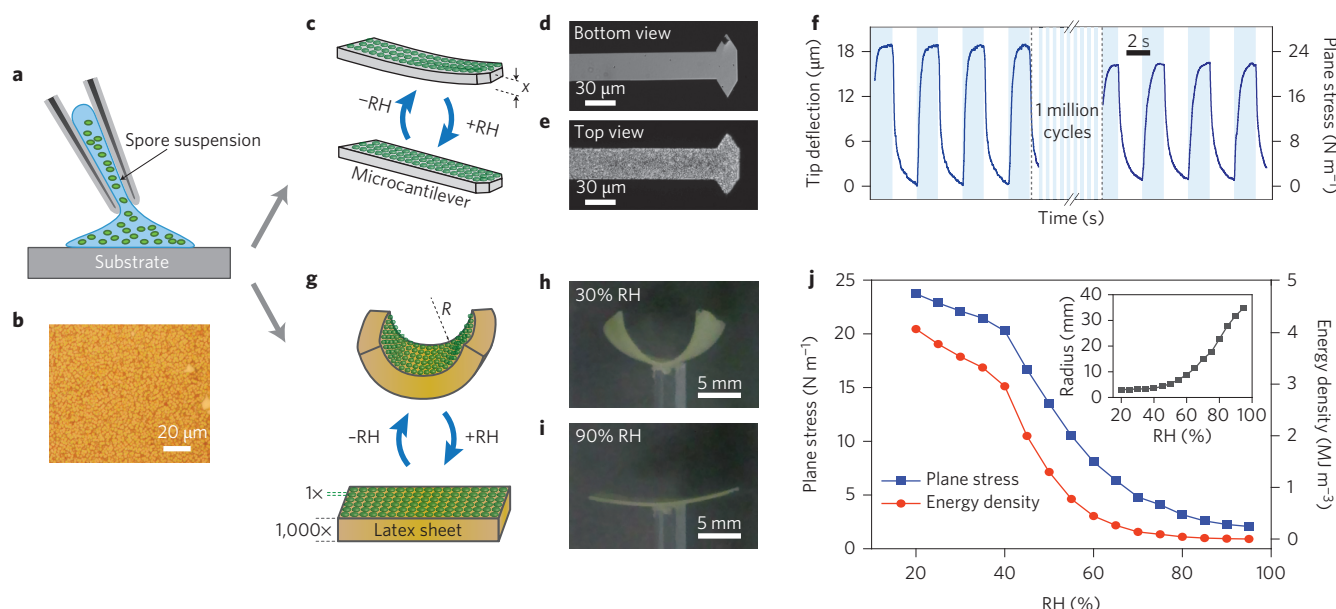 a
Spore suspension
Substrate
b
20 μm
c
x
–RH
+RH
Microcantilever
d
Bottom view
30 μm
e
Top view
30 μm
f
Tip deflection (μm)
18
12
6
0
2 s
1 million
cycles
Time (s)
24
16
8
0
Plane stress (N m⁻¹)
g
R
–RH
+RH
1×
1,000×
Latex sheet
h
30% RH
5 mm
i
90% RH
5 mm
j
Plane stress (N m⁻¹)
25
20
15
10
5
0
Plane stress
Energy density
20
40
60
80
100
RH (%)
Radius (mm)
40
30
20
10
0
20 40 60 80 100
RH (%)
5
4
3
2
1
0
Energy density (MJ m⁻³)